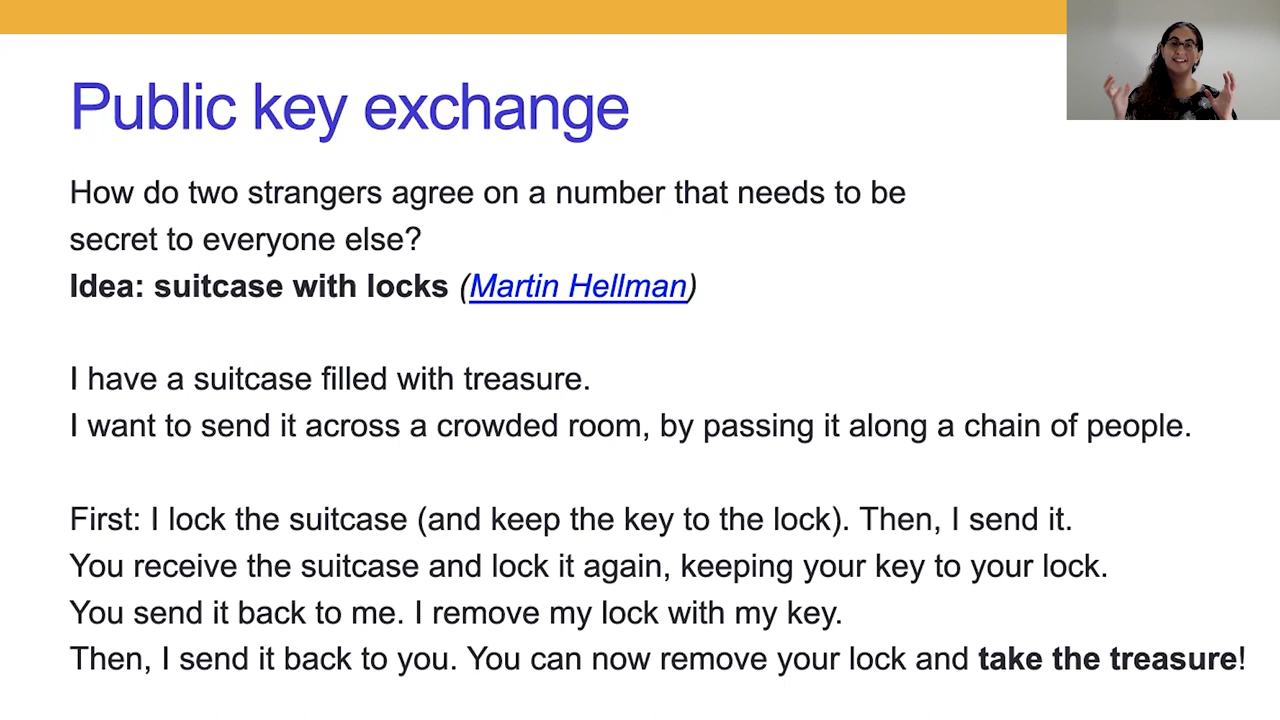 Public key exchange
How do two strangers agree on a number that needs to be
secret to everyone else?
Idea: suitcase with locks (Martin Hellman)
I have a suitcase filled with treasure.
I want to send it across a crowded room, by passing it along a chain of people.
First: I lock the suitcase (and keep the key to the lock). Then, I send it.
You receive the suitcase and lock it again, keeping your key to your lock.
You send it back to me. I remove my lock with my key.
Then, I send it back to you. You can now remove your lock and take the treasure!